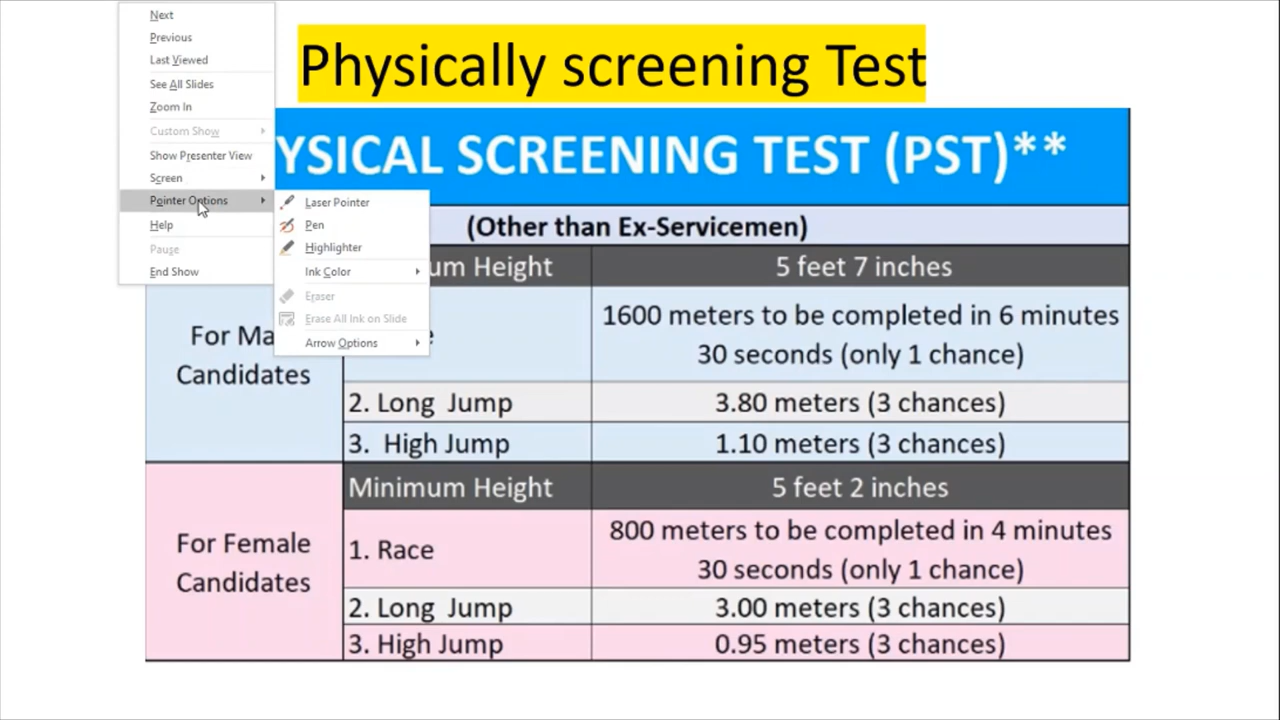 Physically screening Test
Next
Previous
Last Viewed
See All Slides
Zoom In
Custom Show
Show Presenter View
Screen
Pointer Options
Help
Pause
End Show
Laser Pointer
Pen
Highlighter
Ink Color
Eraser
Erase All Ink on Slide
Arrow Options
YSICAL SCREENING TEST (PST)**
(Other than Ex-Servicemen)
um Height 5 feet 7 inches
For Ma
Candidates
e 1600 meters to be completed in 6 minutes
30 seconds (only 1 chance)
2. Long Jump 3.80 meters (3 chances)
3. High Jump 1.10 meters (3 chances)
For Female
Candidates
Minimum Height 5 feet 2 inches
1. Race 800 meters to be completed in 4 minutes
30 seconds (only 1 chance)
2. Long Jump 3.00 meters (3 chances)
3. High Jump 0.95 meters (3 chances)